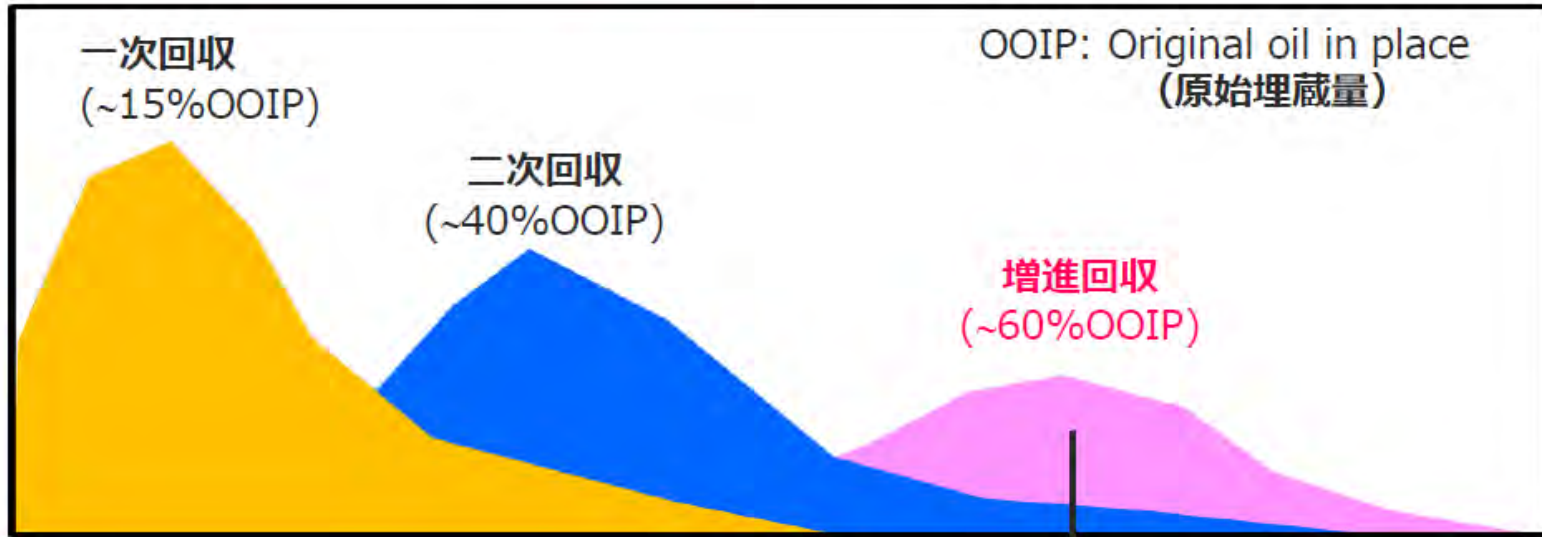 一次回収
(~15%OOIP)
OOIP: Original oil in place
（原始埋蔵量）
二次回収
(~40%OOIP)
増進回収
(~60%OOIP)